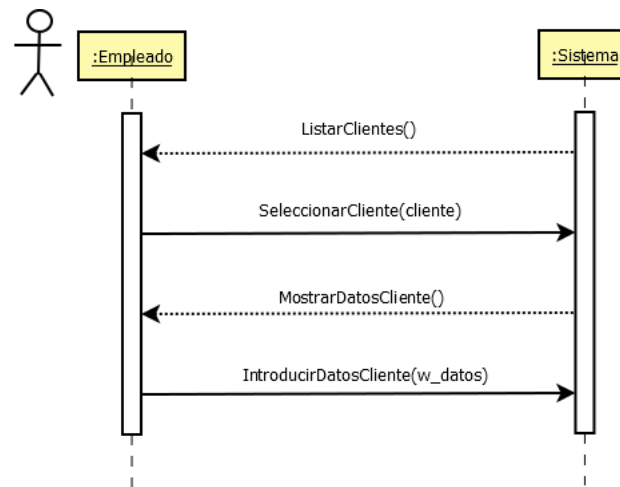 :Empleado
:Sistema
ListarClientes()
SeleccionarCliente(cliente)
MostrarDatosCliente()
IntroducirDatosCliente(w_datos)